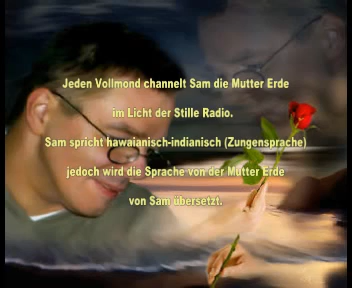 Jeden Vollmond channelt Sam die Mutter Erde
im Licht der Stille Radio.
Sam spricht hawaianisch-indianisch (Zungensprache)
jedoch wird die Sprache von der Mutter Erde
von Sam übersetzt.